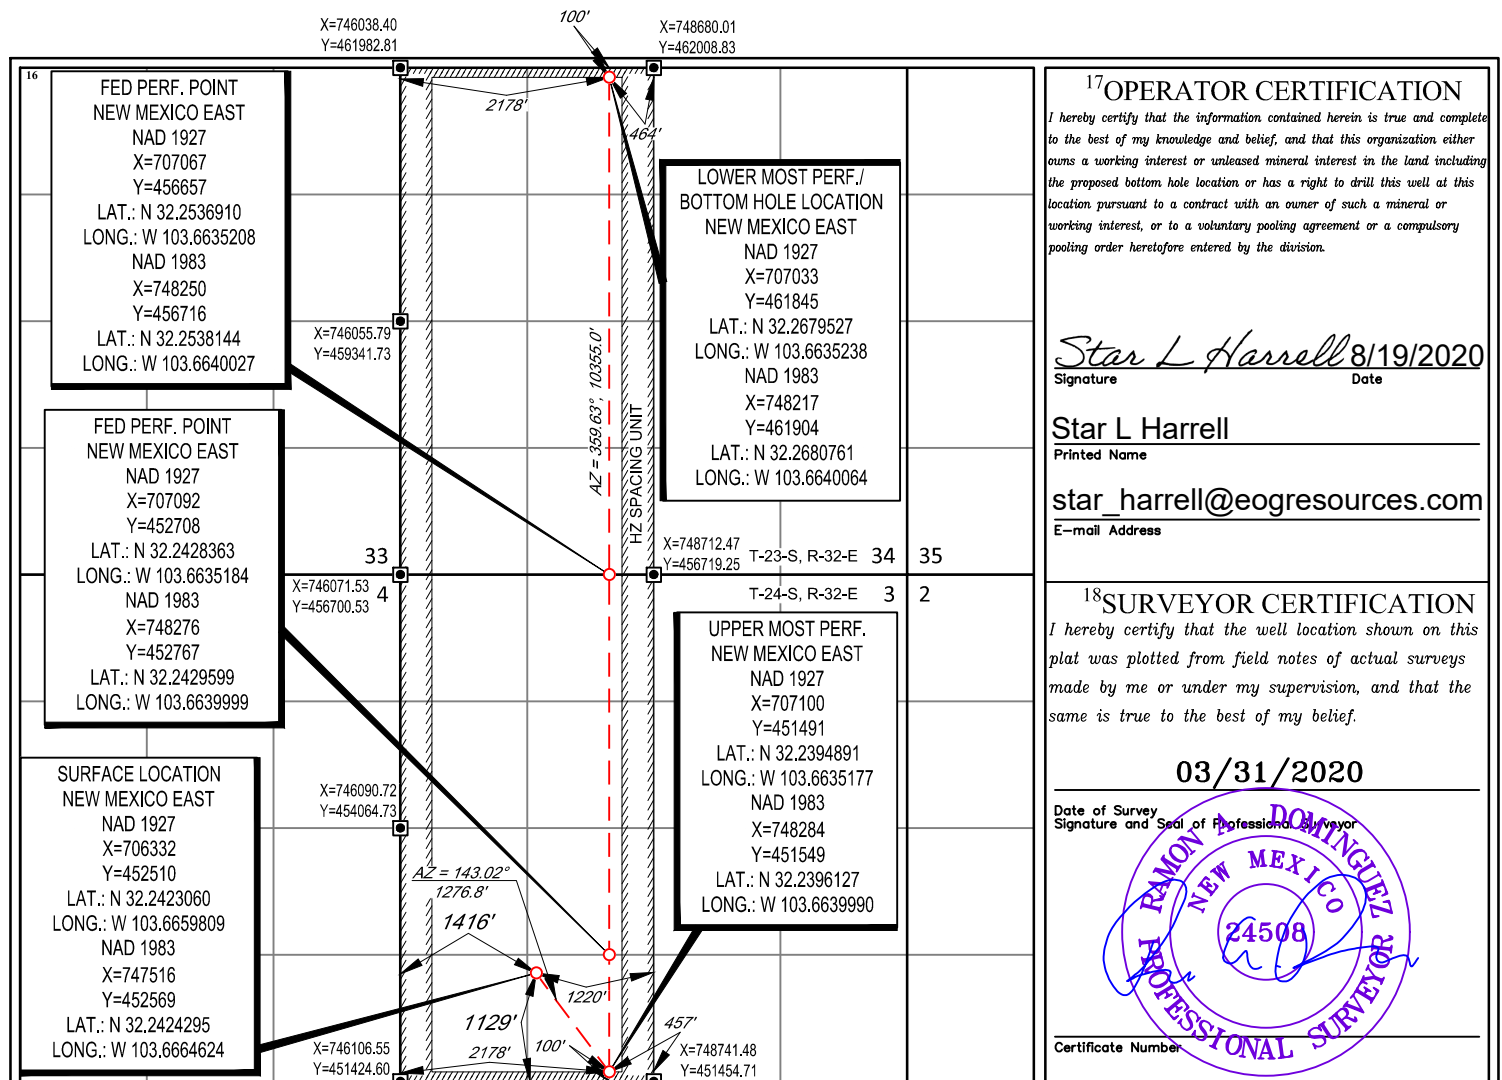 X=746038.40
Y=461982.81
100'
X=748680.01
Y=462008.83
16
FED PERF. POINT
NEW MEXICO EAST
NAD 1927
X=707067
Y=456657
LAT.: N 32.2536910
LONG.: W 103.6635208
NAD 1983
X=748250
Y=456716
LAT.: N 32.2538144
LONG.: W 103.6640027
2178'
464'
LOWER MOST PERF./
BOTTOM HOLE LOCATION
NEW MEXICO EAST
NAD 1927
X=707033
Y=461845
LAT.: N 32.2679527
LONG.: W 103.6635238
NAD 1983
X=748217
Y=461904
LAT.: N 32.2680761
LONG.: W 103.6640064
X=746055.79
Y=459341.73
AZ = 359.63°, 10355.0'
HZ SPACING UNIT
FED PERF. POINT
NEW MEXICO EAST
NAD 1927
X=707092
Y=452708
LAT.: N 32.2428363
LONG.: W 103.6635184
NAD 1983
X=748276
Y=452767
LAT.: N 32.2429599
LONG.: W 103.6639999
33
X=746071.53
Y=456700.53
4
X=748712.47
Y=456719.25
T-23-S, R-32-E 34 35
T-24-S, R-32-E 3 2
UPPER MOST PERF.
NEW MEXICO EAST
NAD 1927
X=707100
Y=451491
LAT.: N 32.2394891
LONG.: W 103.6635177
NAD 1983
X=748284
Y=451549
LAT.: N 32.2396127
LONG.: W 103.6639990
SURFACE LOCATION
NEW MEXICO EAST
NAD 1927
X=706332
Y=452510
LAT.: N 32.2423060
LONG.: W 103.6659809
NAD 1983
X=747516
Y=452569
LAT.: N 32.2424295
LONG.: W 103.6664624
X=746090.72
Y=454064.73
AZ = 143.02°
1276.8'
1416'
1220'
1129'
457'
2178'
100'
X=746106.55
Y=451424.60
X=748741.48
Y=451454.71
17OPERATOR CERTIFICATION
I hereby certify that the information contained herein is true and complete
to the best of my knowledge and belief, and that this organization either
owns a working interest or unleased mineral interest in the land including
the proposed bottom hole location or has a right to drill this well at this
location pursuant to a contract with an owner of such a mineral or
working interest, or to a voluntary pooling agreement or a compulsory
pooling order heretofore entered by the division.
Star L Harrell 8/19/2020
Signature Date
Star L Harrell
Printed Name
star_harrell@eogresources.com
E-mail Address
18SURVEYOR CERTIFICATION
I hereby certify that the well location shown on this
plat was plotted from field notes of actual surveys
made by me or under my supervision, and that the
same is true to the best of my belief.
03/31/2020
Date of Survey
Signature and Seal of Professional Surveyor
RAMON A. DOMINGUEZ
NEW MEXICO
24508
PROFESSIONAL SURVEYOR
Certificate Number